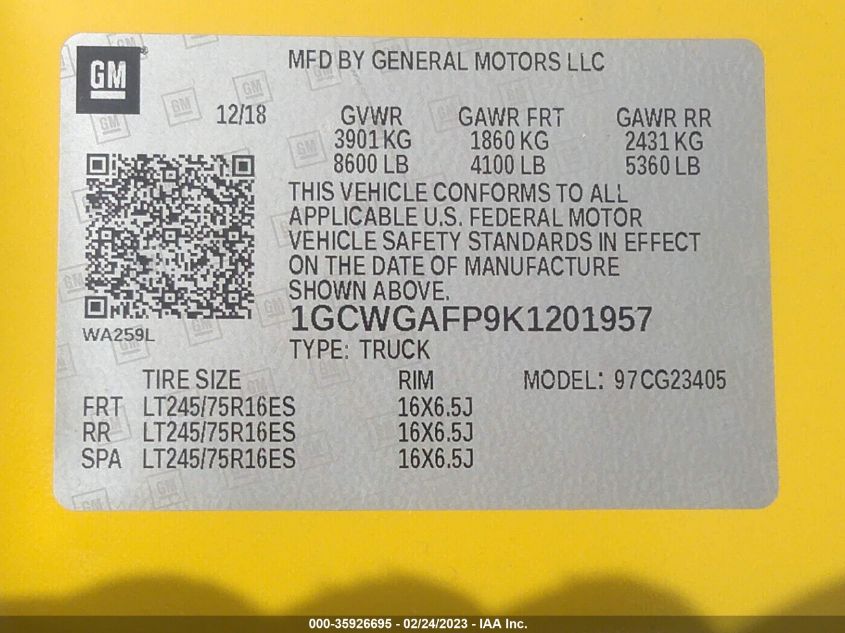 GM
MFD BY GENERAL MOTORS LLC
12/18 GVWR GAWR FRT GAWR RR
3901 KG 1860 KG 2431 KG
8600 LB 4100 LB 5360 LB
THIS VEHICLE CONFORMS TO ALL
APPLICABLE U.S. FEDERAL MOTOR
VEHICLE SAFETY STANDARDS IN EFFECT
ON THE DATE OF MANUFACTURE
SHOWN ABOVE.
WA259L
1GCWGAFP9K1201957
TYPE: TRUCK
TIRE SIZE RIM MODEL: 97CG23405
FRT LT245/75R16ES 16X6.5J
RR LT245/75R16ES 16X6.5J
SPA LT245/75R16ES 16X6.5J
000-35926695 - 02/24/2023 - IAA Inc.